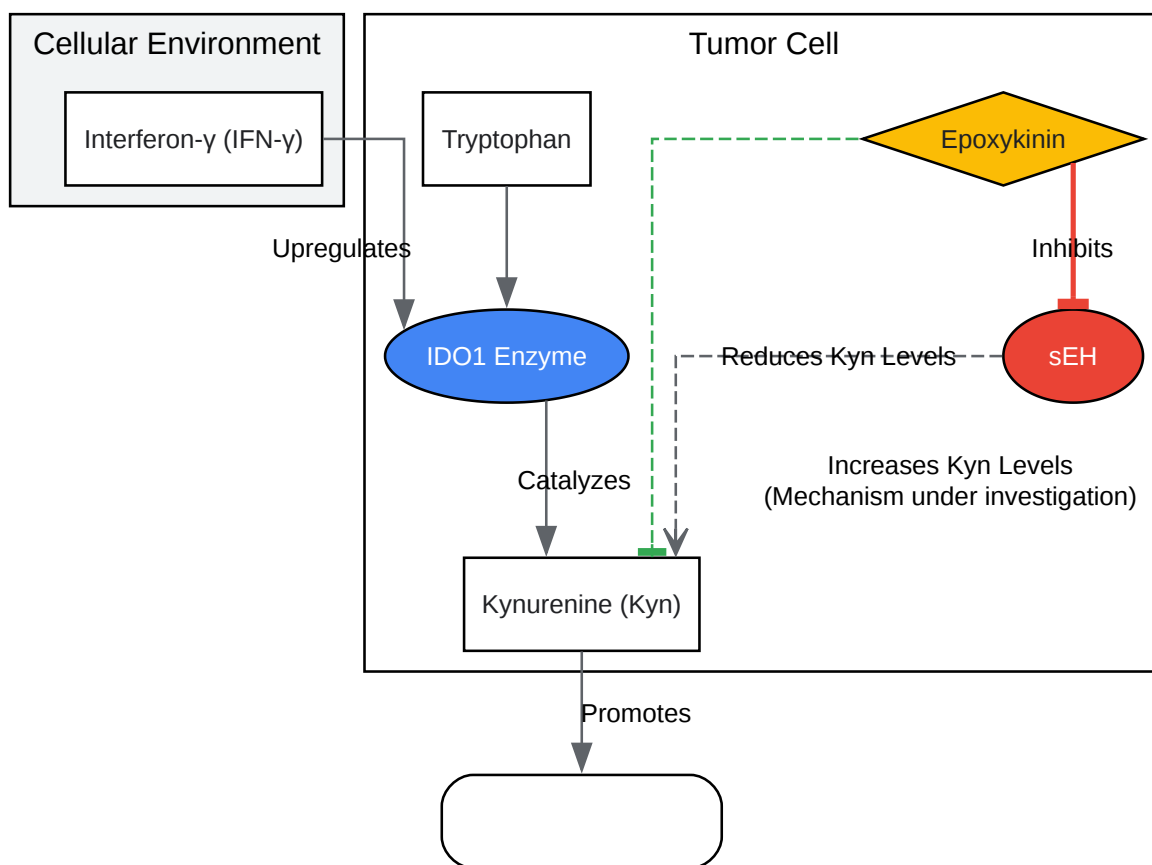 Cellular Environment
Tumor Cell
Interferon-γ (IFN-γ)
Tryptophan
Epoxykinin
Upregulates
Inhibits
IDO1 Enzyme
Reduces Kyn Levels
sEH
Catalyzes
Increases Kyn Levels
(Mechanism under investigation)
Kynurenine (Kyn)
Promotes